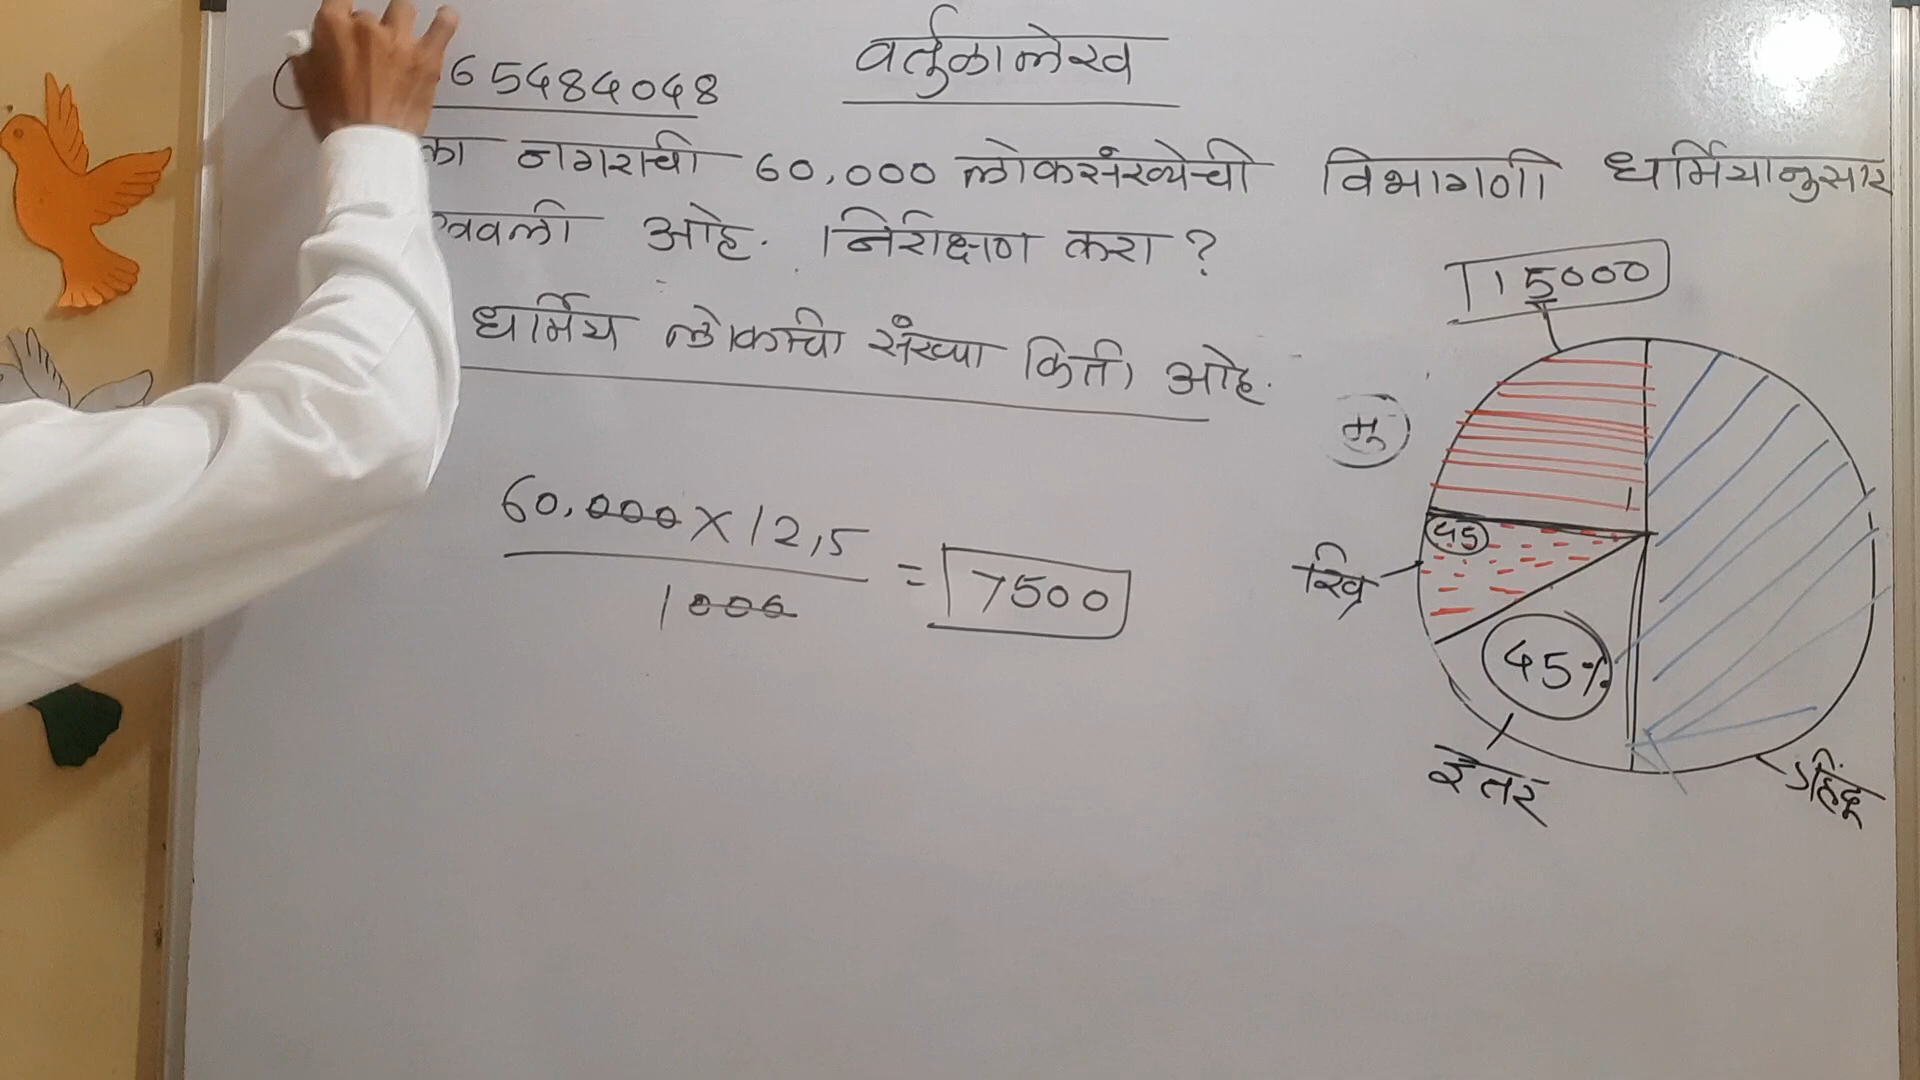 वर्तुळालेख
65484048
का नगराची 60,000 लोकसंख्येची विभागणी धर्मियानुसार
आहे. निरीक्षण करा ?
धर्मिय लोकांची संख्या किती आहे.
15000
मु
45
ख्रि
45%
इतर
हिंदू
60,000 X 12,5
1000
= 7500